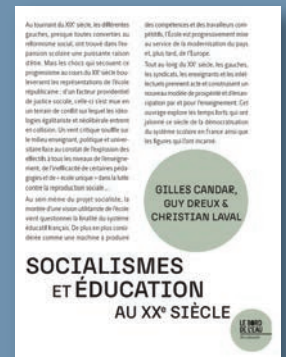 Au tournant du XXe siècle, les différentes
gauches, presque toutes converties au
réformisme social, ont trouvé dans l'ex-
pansion scolaire une puissante raison
d'être. Mais les chocs qui secouent ce
progressisme au cours du XXe siècle bou-
leversent les représentations de l'école
républicaine : d'un facteur providentiel
de justice sociale, celle-ci s'est mue en
un terrain de conflit sur lequel les idéo-
logies égalitariste et néolibérale entrent
en collision. Un vent critique souffle sur
le milieu enseignant, politique et univer-
sitaire face au constat de l'explosion des
effectifs à tous les niveaux de l'enseigne-
ment, de l'inefficacité de certaines péda-
gogies et de « école unique » dans la lutte
contre la reproduction sociale...
Au sein même du projet socialiste, la
montée d'une vision utilitariste de l'école
vient questionner la finalité du système
éducatif français. De plus en plus consi-
dérée comme une machine à produire
des compétences et des travailleurs com-
pétitifs, l'École est progressivement mise
au service de la modernisation du pays
et, plus tard, de l'Europe.
Tout au long du XXe siècle, les gauches,
les syndicats, les enseignants et les intel-
lectuels prennent acte et construisent un
nouveau modèle de prospérité et d'éman-
cipation par et pour l'enseignement. Cet
ouvrage explore les temps forts qui ont
jalonné ce siècle de la démocratisation
du système scolaire en France ainsi que
les figures qui l'ont incarné.
GILLES CANDAR,
GUY DREUX &
CHRISTIAN LAVAL
SOCIALISMES
ET ÉDUCATION
AU XXe SIÈCLE
LE BORD
DE L'EAU